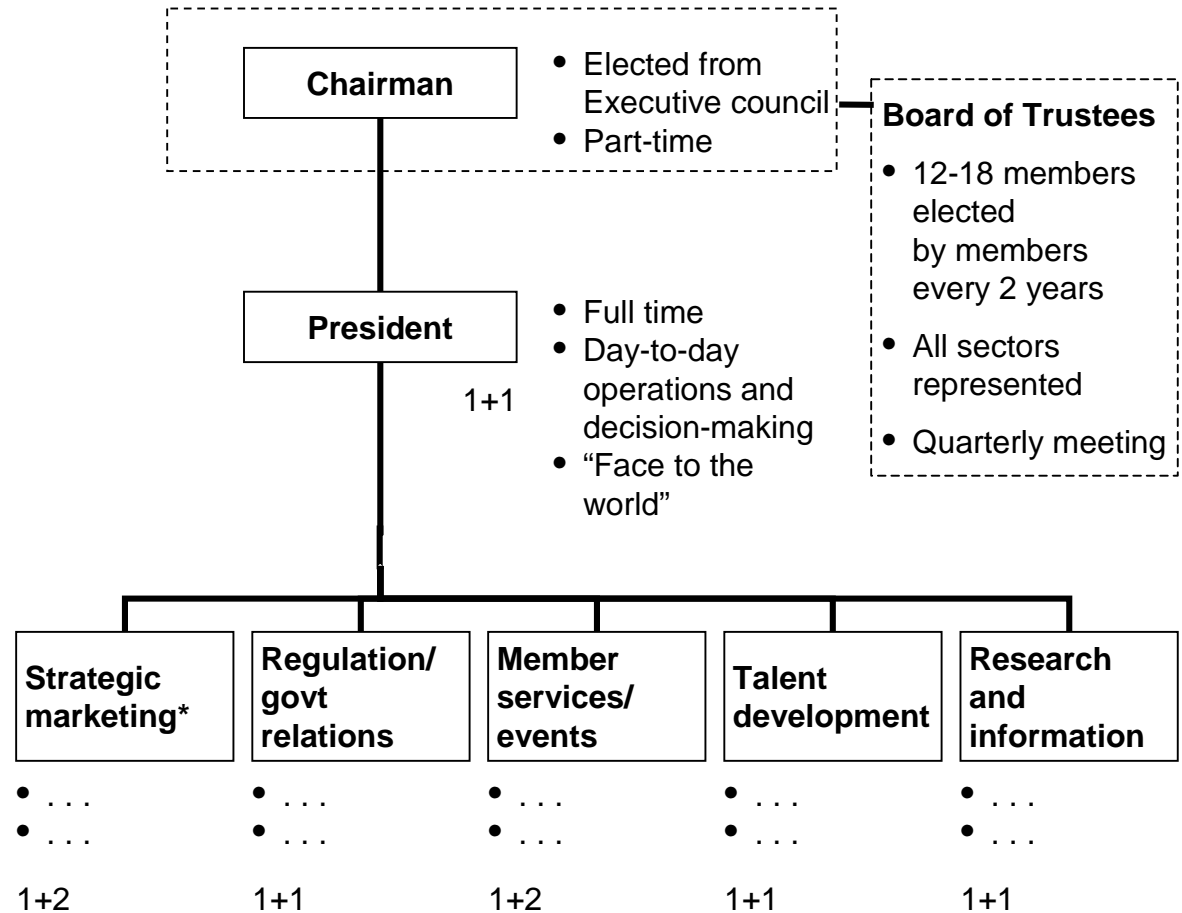 Chairman
• Elected from
Executive council
• Part-time
Board of Trustees
• 12-18 members
elected
by members
every 2 years
• All sectors
represented
• Quarterly meeting
President
1+1
• Full time
• Day-to-day
operations and
decision-making
• “Face to the
world”
Strategic
marketing*
Regulation/
govt
relations
Member
services/
events
Talent
development
Research
and
information
• . . .
• . . .
• . . .
• . . .
• . . .
• . . .
• . . .
• . . .
• . . .
• . . .
1+2
1+1
1+2
1+1
1+1